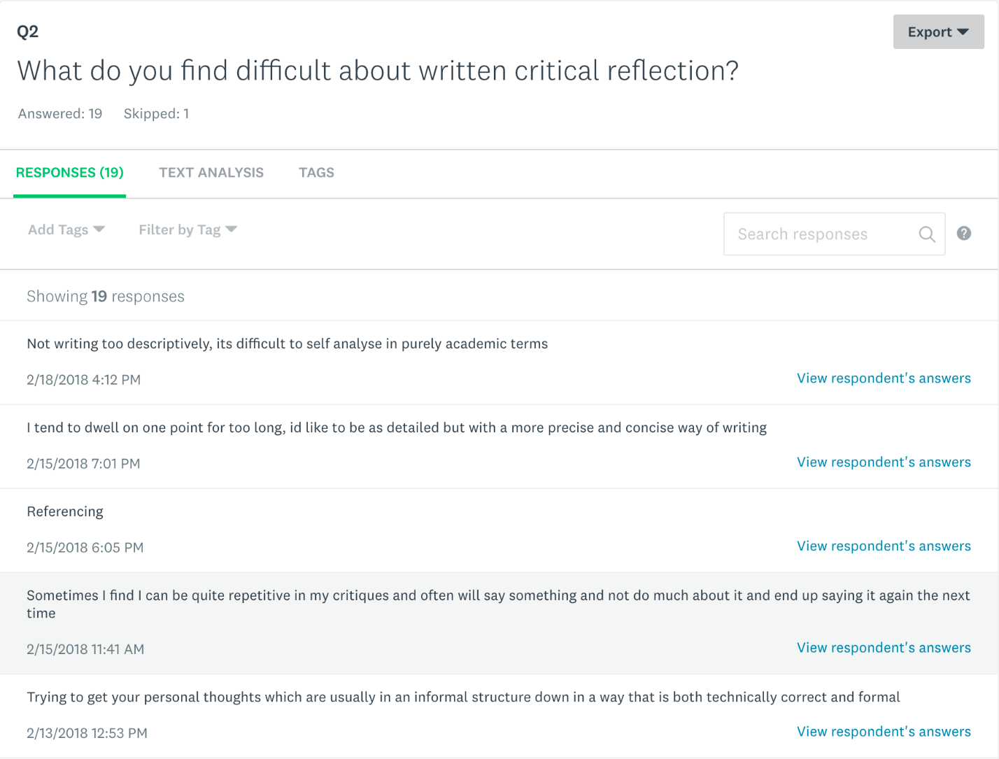 Q2
Export
What do you find difficult about written critical reflection?
Answered: 19 Skipped: 1
RESPONSES (19) TEXT ANALYSIS TAGS
Add Tags Filter by Tag Search responses ?
Showing 19 responses
Not writing too descriptively, its difficult to self analyse in purely academic terms
2/18/2018 4:12 PM View respondent's answers
I tend to dwell on one point for too long, id like to be as detailed but with a more precise and concise way of writing
2/15/2018 7:01 PM View respondent's answers
Referencing
2/15/2018 6:05 PM View respondent's answers
Sometimes I find I can be quite repetitive in my critiques and often will say something and not do much about it and end up saying it again the next
time
2/15/2018 11:41 AM View respondent's answers
Trying to get your personal thoughts which are usually in an informal structure down in a way that is both technically correct and formal
2/13/2018 12:53 PM View respondent's answers